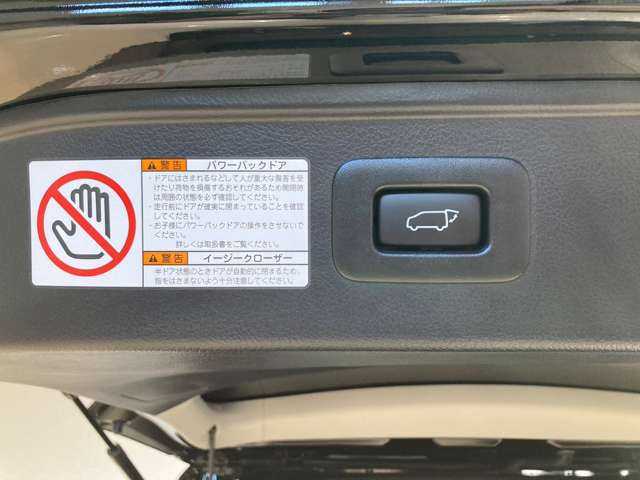 警告 パワーバックドア
・ドアにはさまれるなどして人が重大な傷害を受
けたり荷物を損傷するおそれがあるため開閉時
は周囲の状態を必ず確認してください。
・走行前にドアが確実に閉まっていることを確認
してください。
・お子様にパワーバックドアの操作をさせないで
ください。
詳しくは取扱書をご覧ください。
警告 イージークローザー
半ドア状態のときドアが自動的に閉まるため、
指をはさまないよう十分注意してください。